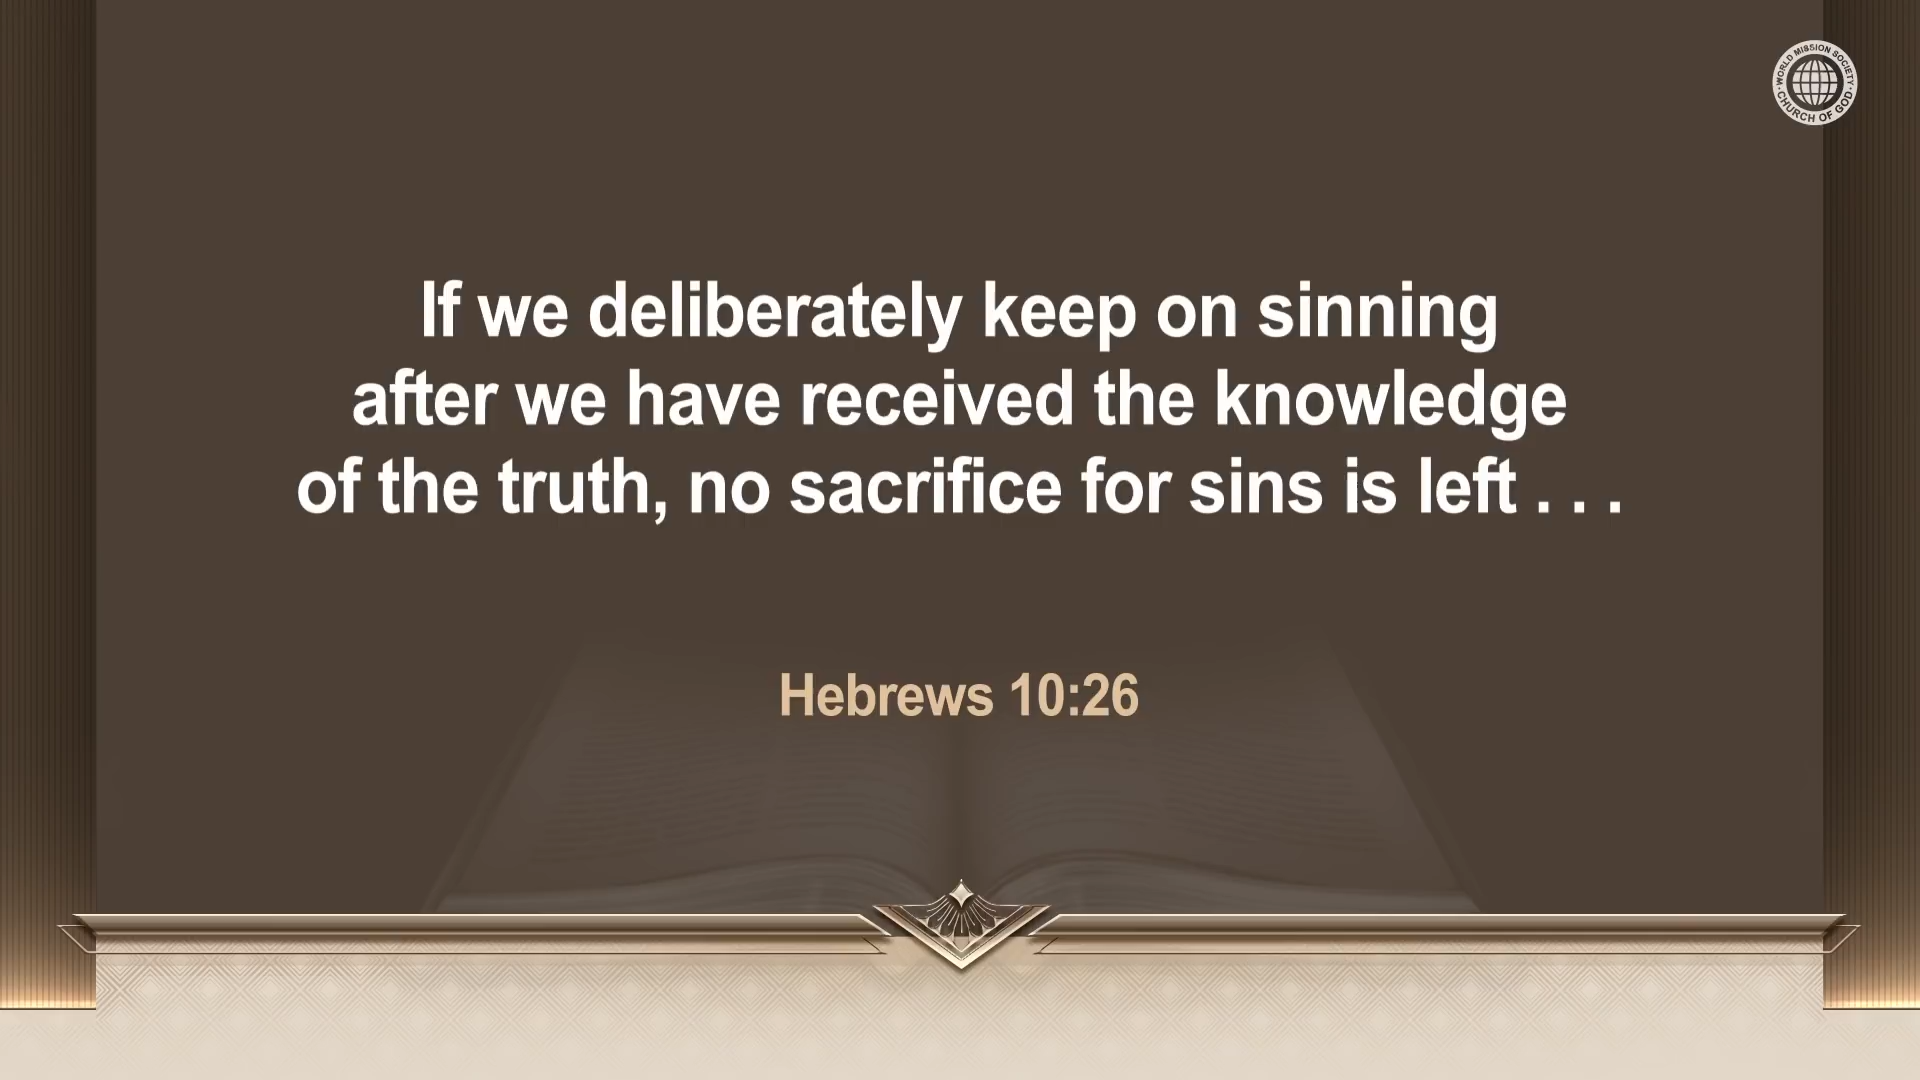 WORLD MISSION SOCIETY
CHURCH OF GOD
If we deliberately keep on sinning
after we have received the knowledge
of the truth, no sacrifice for sins is left . . .
Hebrews 10:26